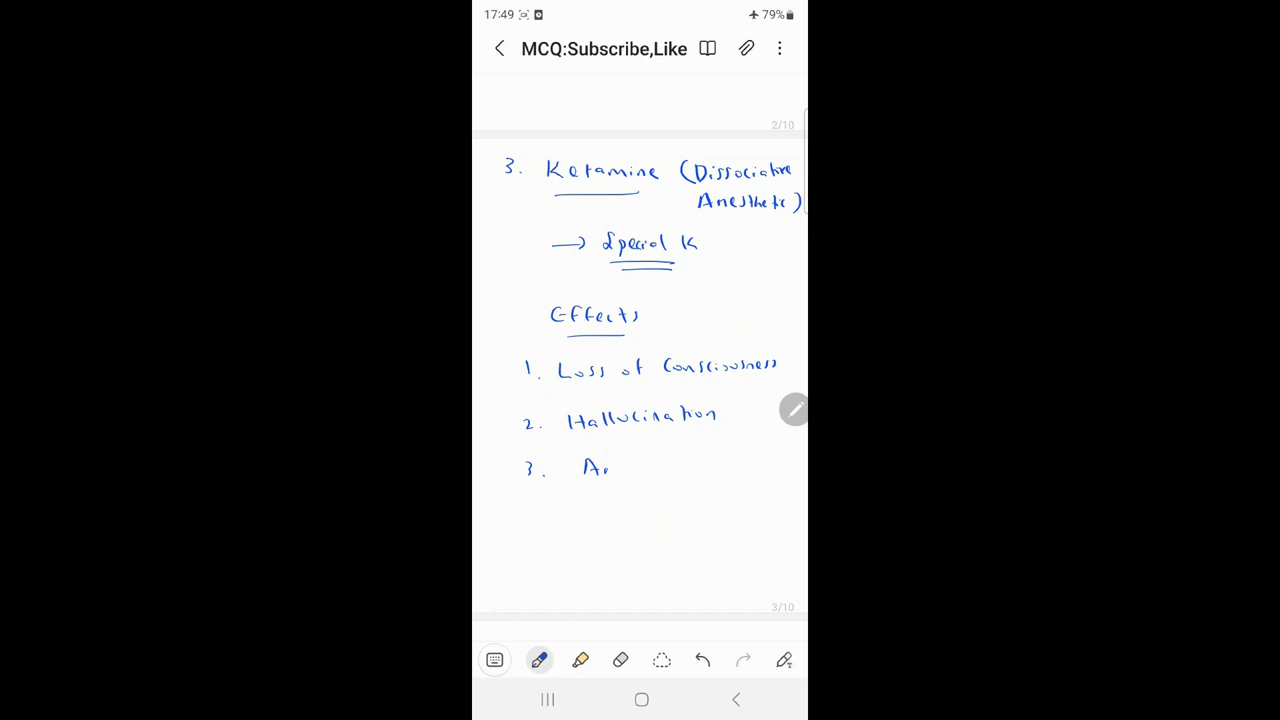 17:49 79%
MCQ:Subscribe,Like
2/10
3. Ketamine (Dissociative
Anesthetic)
→ Special K
Effects
1. Loss of Consciousness
2. Hallucination
3. An
3/10